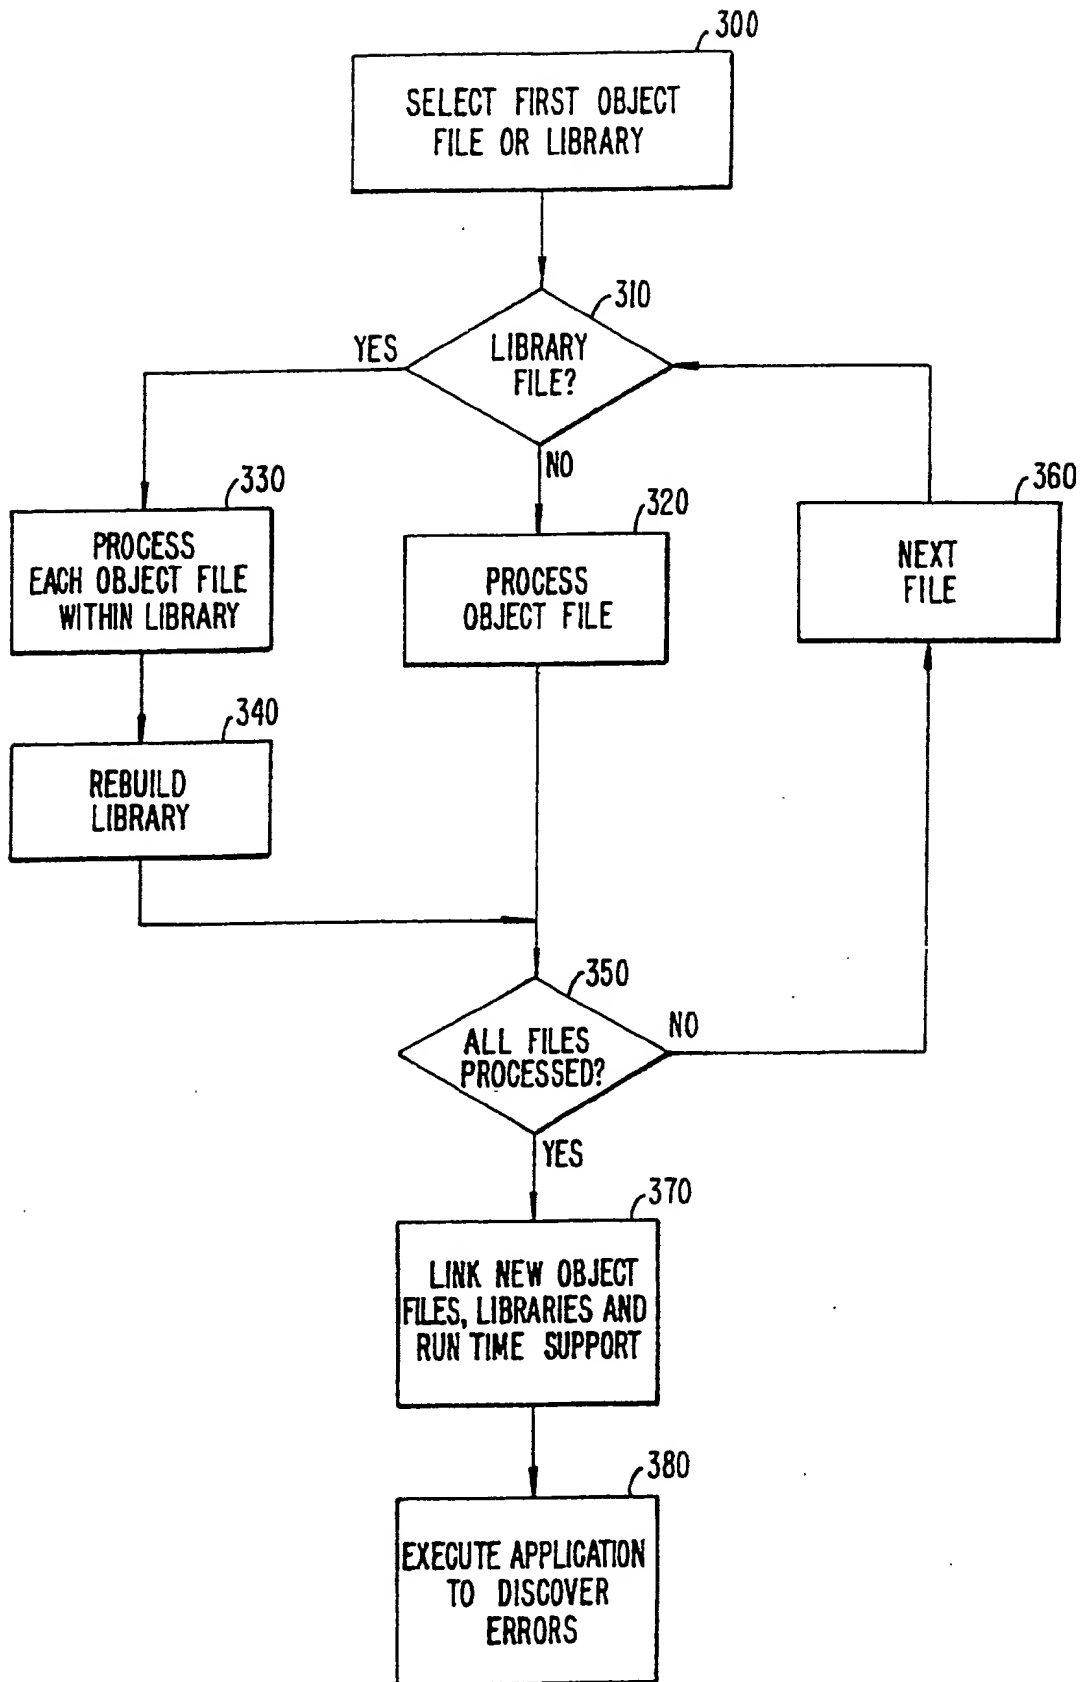 300
SELECT FIRST OBJECT
FILE OR LIBRARY
310
LIBRARY
FILE?
YES
NO
330
PROCESS
EACH OBJECT FILE
WITHIN LIBRARY
320
PROCESS
OBJECT FILE
360
NEXT
FILE
340
REBUILD
LIBRARY
350
ALL FILES
PROCESSED?
NO
YES
370
LINK NEW OBJECT
FILES, LIBRARIES AND
RUN TIME SUPPORT
380
EXECUTE APPLICATION
TO DISCOVER
ERRORS